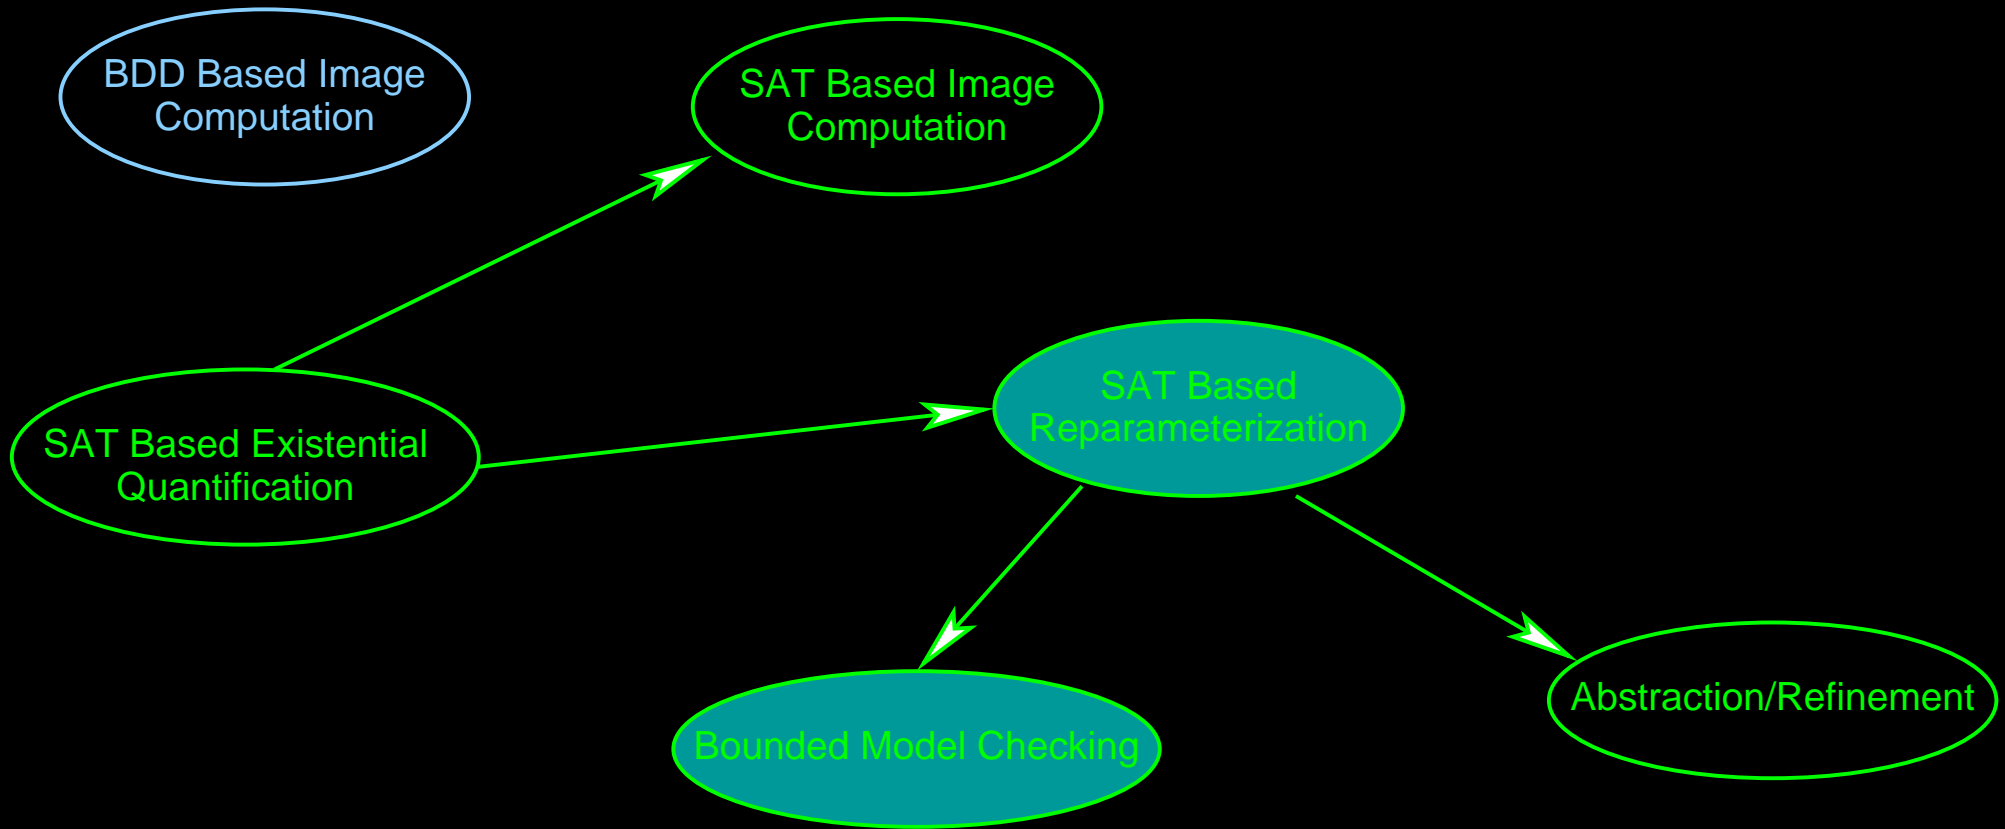 BDD Based Image
Computation
SAT Based Image
Computation
SAT Based Existential
Quantification
SAT Based
Reparameterization
Bounded Model Checking
Abstraction/Refinement